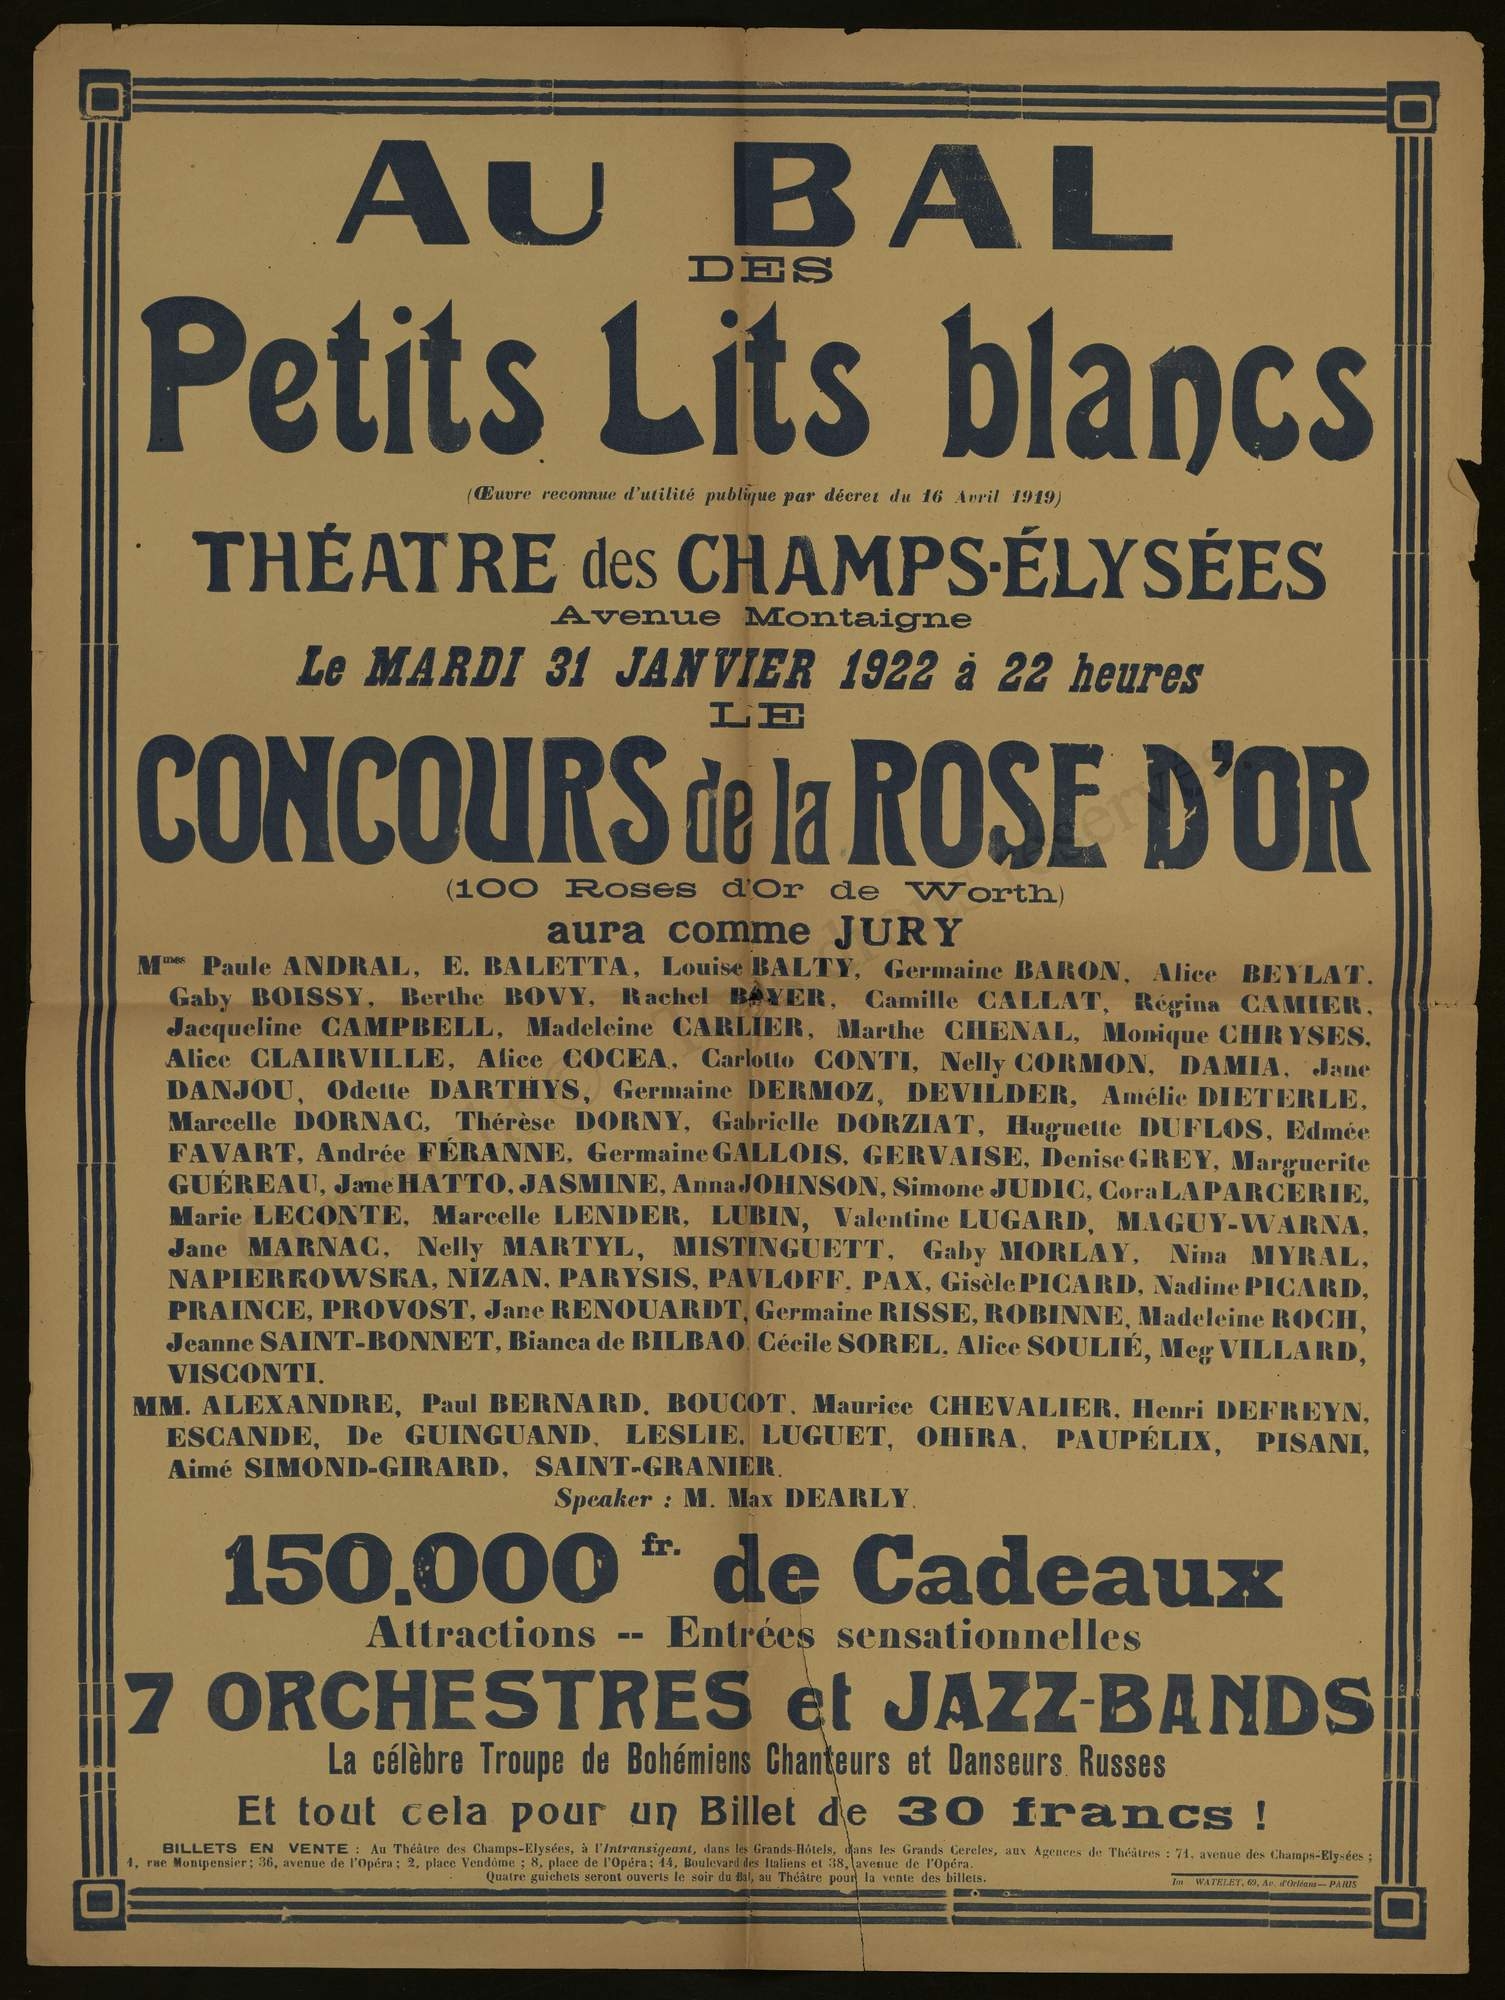 AU BAL
DES
Petits Lits blancs
(Œuvre reconnue d'utilité publique par décret du 16 Avril 1919)
THÉATRE des CHAMPS-ÉLYSÉES
Avenue Montaigne
Le MARDI 31 JANVIER 1922 à 22 heures
LE
CONCOURS de la ROSE D'OR
(100 Roses d'Or de Worth)
aura comme JURY
Mmes Paule ANDRAL, E. BALETTA, Louise BALTY, Germaine BARON, Alice BEYLAT,
Gaby BOISSY, Berthe BOVY, Rachel BOYER, Camille CALLAT, Régina CAMIER,
Jacqueline CAMPBELL, Madeleine CARLIER, Marthe CHENAL, Monique CHRYSES,
Alice CLAIRVILLE, Alice COCEA, Carlotto CONTI, Nelly CORMON, DAMIA, Jane
DANJOU, Odette DARTHYS, Germaine DERMOZ, DEVILDER, Amélie DIETERLE,
Marcelle DORNAC, Thérèse DORNY, Gabrielle DORZIAT, Huguette DUFLOS, Edmée
FAVART, Andrée FÉRANNE, Germaine GALLOIS, GERVAISE, Denise GREY, Marguerite
GUÉREAU, Jane HATTO, JASMINE, Anna JOHNSON, Simone JUDIC, Cora LAPARCERIE,
Marie LECONTE, Marcelle LENDER, LUBIN, Valentine LUGARD, MAGUY-WARNA,
Jane MARNAC, Nelly MARTYL, MISTINGUETT, Gaby MORLAY, Nina MYRAL,
NAPIERKOWSKA, NIZAN, PARYSIS, PAVLOFF, PAX, Gisèle PICARD, Nadine PICARD,
PRAINCE, PROVOST, Jane RENOUARDT, Germaine RISSE, ROBINNE, Madeleine ROCH,
Jeanne SAINT-BONNET, Bianca de BILBAO, Cécile SOREL, Alice SOULIÉ, Meg VILLARD,
VISCONTI.
MM. ALEXANDRE, Paul BERNARD, BOUCOT, Maurice CHEVALIER, Henri DEFREYN,
ESCANDE, De GUINGUAND, LESLIE, LUGUET, OHIRA, PAUPÉLIX, PISANI,
Aimé SIMOND-GIRARD, SAINT-GRANIER.
Speaker : M. Max DEARLY.
150.000 fr. de Cadeaux
Attractions -- Entrées sensationnelles
7 ORCHESTRES et JAZZ-BANDS
La célèbre Troupe de Bohémiens Chanteurs et Danseurs Russes
Et tout cela pour un Billet de 30 francs !
BILLETS EN VENTE : Au Théâtre des Champs-Elysées, à l'Intransigeant, dans les Grands-Hôtels, dans les Grands Cercles, aux Agences de Théâtres : 71, avenue des Champs-Elysées ;
1, rue Montpensier ; 36, avenue de l'Opéra ; 2, place Vendôme ; 8, place de l'Opéra ; 14, Boulevard des Italiens et 38, avenue de l'Opéra.
Quatre guichets seront ouverts le soir du Bal, au Théâtre pour la vente des billets.
Im WATELET, 69, Av. d'Orléans — PARIS